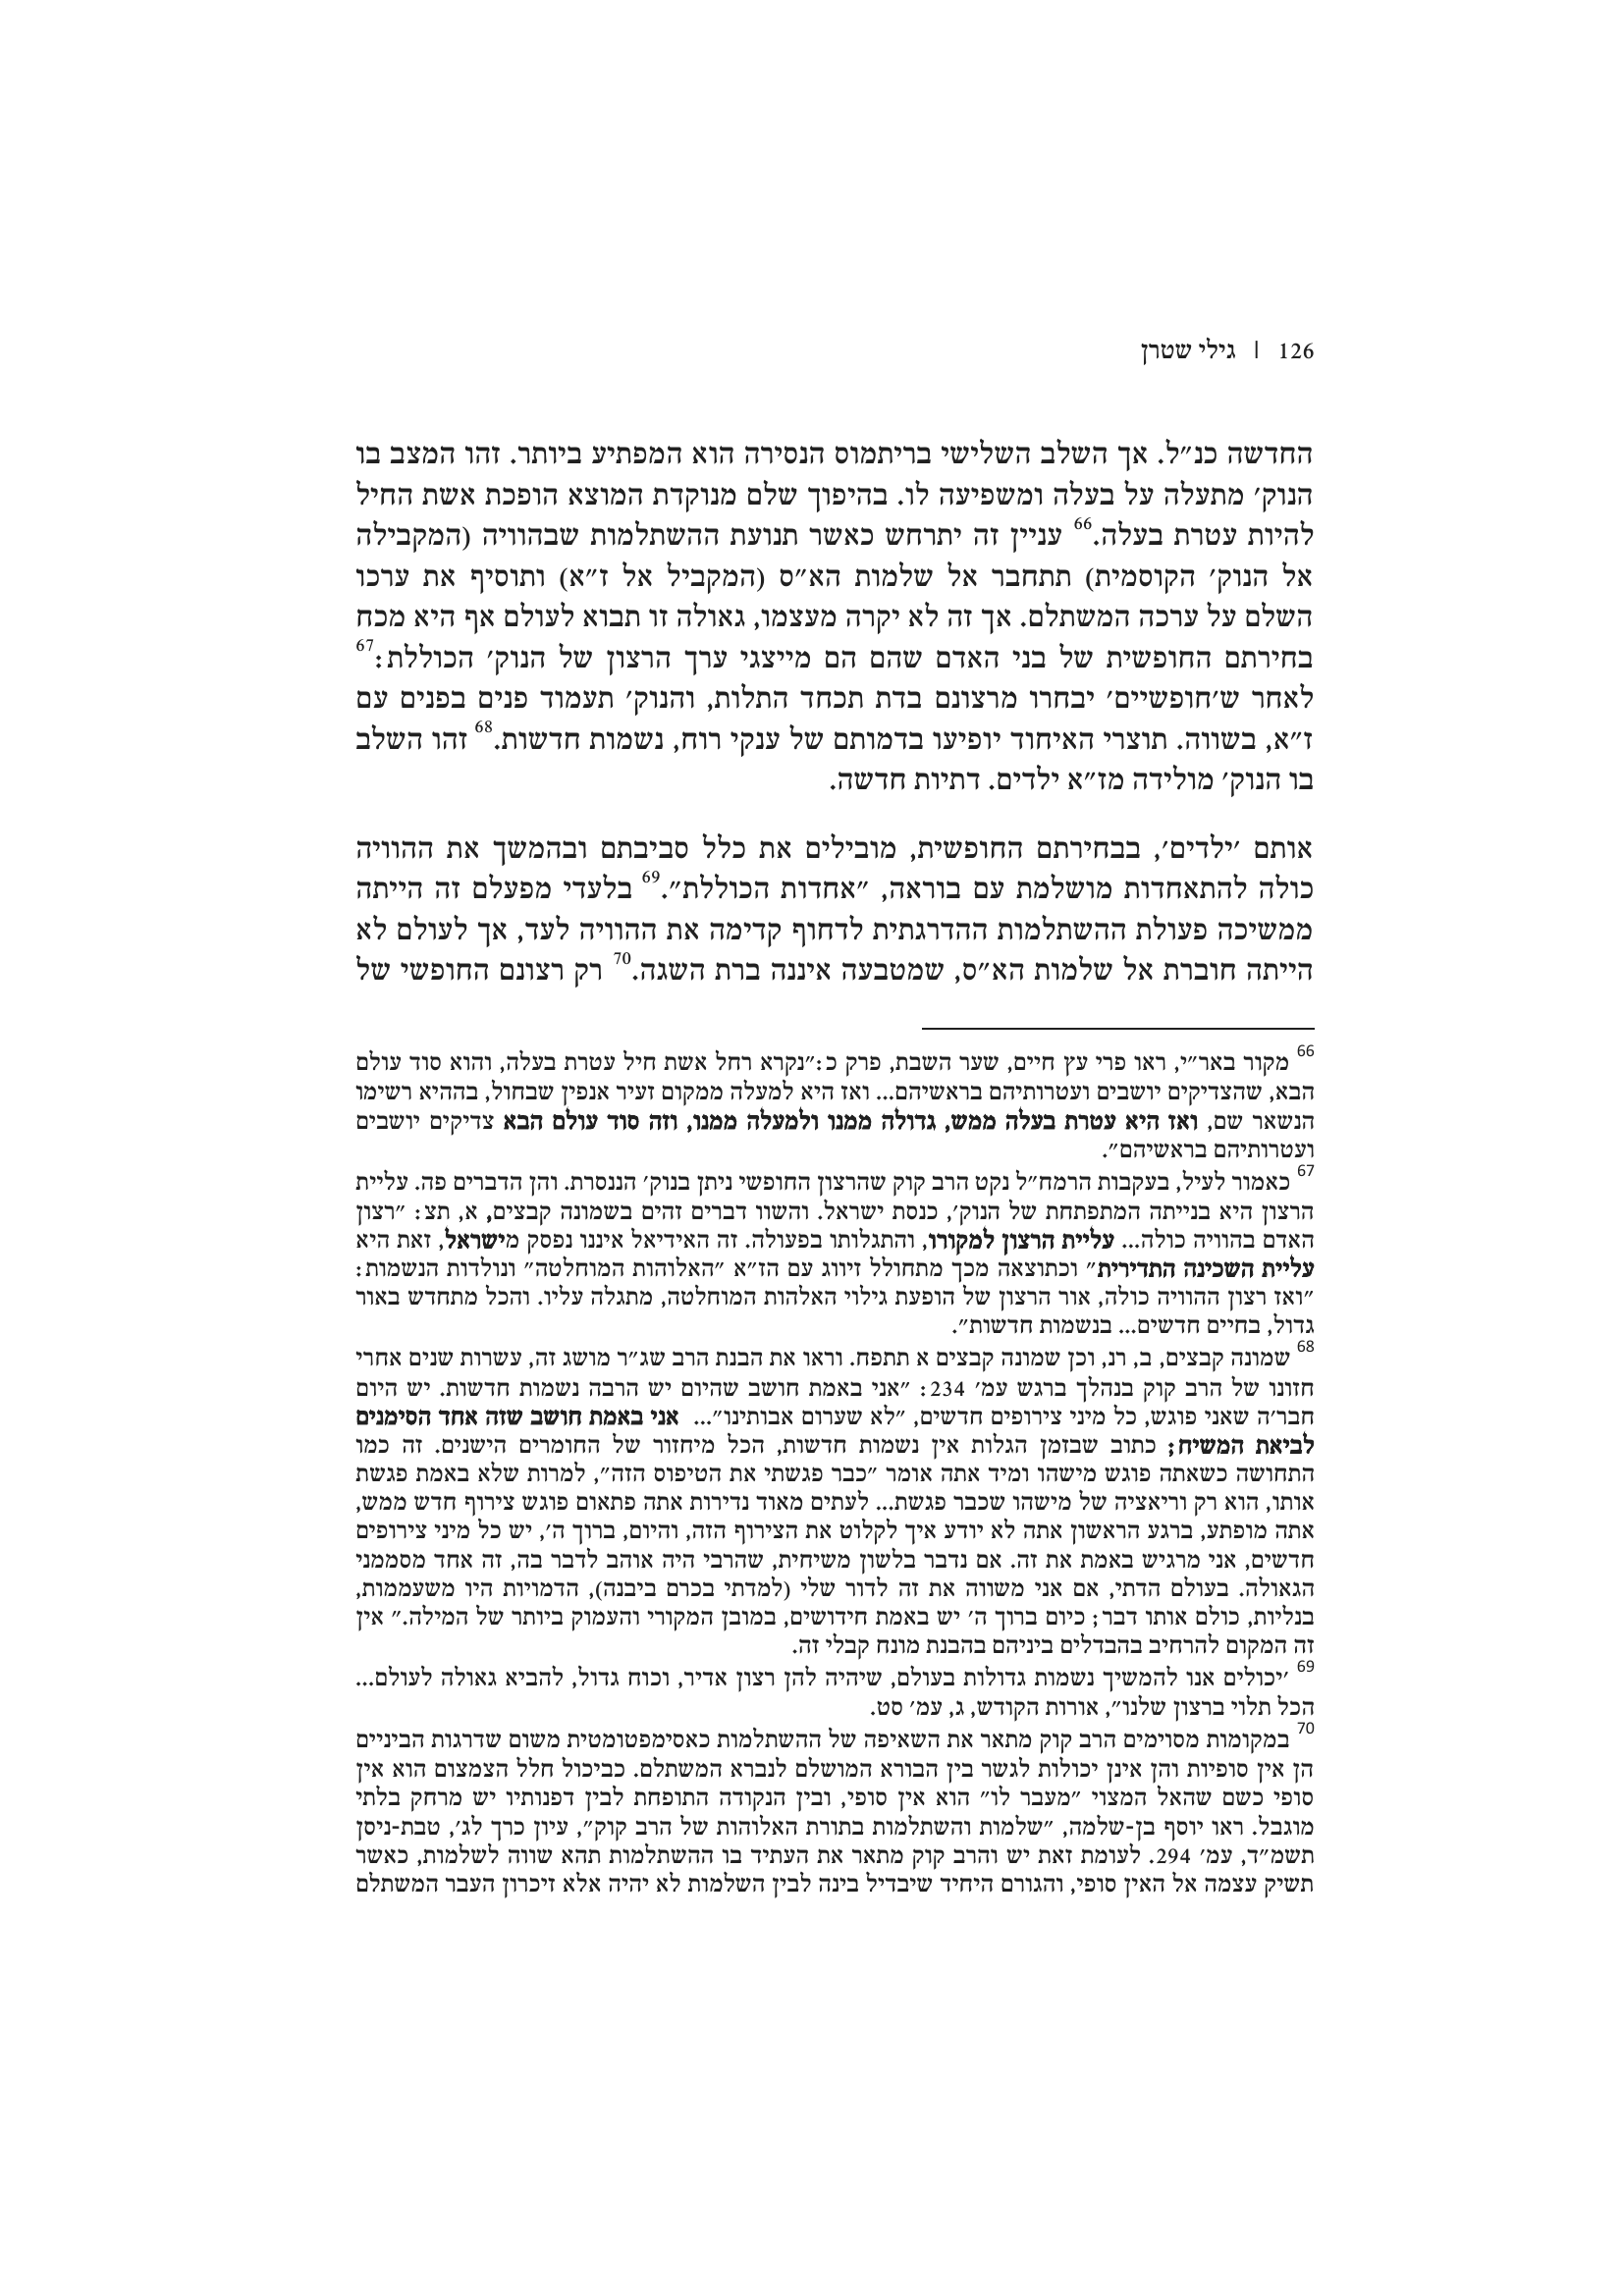 126 | גילי שטרן
החדשה כנ״ל. אך השלב השלישי בריתמוס הנסירה הוא המפתיע ביותר. זהו המצב בו
הנוק׳ מתעלה על בעלה ומשפיעה לו. בהיפוך שלם מנוקדת המוצא הופכת אשת החיל
להיות עטרת בעלה.66 עניין זה יתרחש כאשר תנועת ההשתלמות שבהוויה (המקבילה
אל הנוק׳ הקוסמית) תתחבר אל שלמות הא״ס (המקביל אל ז״א) ותוסיף את ערכו
השלם על ערכה המשתלם. אך זה לא יקרה מעצמו, גאולה זו תבוא לעולם אף היא מכח
בחירתם החופשית של בני האדם שהם הם מייצגי ערך הרצון של הנוק׳ הכוללת:67
לאחר ש׳חופשיים׳ יבחרו מרצונם בדת תכחד התלות, והנוק׳ תעמוד פנים בפנים עם
ז״א, בשווה. תוצרי האיחוד יופיעו בדמותם של ענקי רוח, נשמות חדשות.68 זהו השלב
בו הנוק׳ מולידה מז״א ילדים. דתיות חדשה.
אותם ׳ילדים׳, בבחירתם החופשית, מובילים את כלל סביבתם ובהמשך את ההוויה
כולה להתאחדות מושלמת עם בוראה, ״אחדות הכוללת״.69 בלעדי מפעלם זה הייתה
ממשיכה פעולת ההשתלמות ההדרגתית לדחוף קדימה את ההוויה לעד, אך לעולם לא
הייתה חוברת אל שלמות הא״ס, שמטבעה איננה ברת השגה.70 רק רצונם החופשי של
66 מקור באר״י, ראו פרי עץ חיים, שער השבת, פרק כ:״נקרא רחל אשת חיל עטרת בעלה, והוא סוד עולם
הבא, שהצדיקים יושבים ועטרותיהם בראשיהם... ואז היא למעלה ממקום זעיר אנפין שבחול, בההיא רשימו
הנשאר שם, ואז היא עטרת בעלה ממש, גדולה ממנו ולמעלה ממנו, וזה סוד עולם הבא צדיקים יושבים
ועטרותיהם בראשיהם״.
67 כאמור לעיל, בעקבות הרמח״ל נקט הרב קוק שהרצון החופשי ניתן בנוק׳ הננסרת. והן הדברים פה. עליית
הרצון היא בנייתה המתפתחת של הנוק׳, כנסת ישראל. והשוו דברים זהים בשמונה קבצים, א, תצ: ״רצון
האדם בהוויה כולה... עליית הרצון למקורו, והתגלותו בפעולה. זה האידיאל איננו נפסק מישראל, זאת היא
עליית השכינה התדירית״ וכתוצאה מכך מתחולל זיווג עם הז״א ״האלוהות המוחלטה״ ונולדות הנשמות:
״ואז רצון ההוויה כולה, אור הרצון של הופעת גילוי האלהות המוחלטה, מתגלה עליו. והכל מתחדש באור
גדול, בחיים חדשים... בנשמות חדשות״.
68 שמונה קבצים, ב, רנ, וכן שמונה קבצים א תתפח. וראו את הבנת הרב שג״ר מושג זה, עשרות שנים אחרי
חזונו של הרב קוק בנהלך ברגש עמ׳ 234: ״אני באמת חושב שהיום יש הרבה נשמות חדשות. יש היום
חבר׳ה שאני פוגש, כל מיני צירופים חדשים, ״לא שערום אבותינו״... אני באמת חושב שזה אחד הסימנים
לביאת המשיח; כתוב שבזמן הגלות אין נשמות חדשות, הכל מיחזור של החומרים הישנים. זה כמו
התחושה כשאתה פוגש מישהו ומיד אתה אומר ״כבר פגשתי את הטיפוס הזה״, למרות שלא באמת פגשת
אותו, הוא רק וריאציה של מישהו שכבר פגשת... לעתים מאוד נדירות אתה פתאום פוגש צירוף חדש ממש,
אתה מופתע, ברגע הראשון אתה לא יודע איך לקלוט את הצירוף הזה, והיום, ברוך ה׳, יש כל מיני צירופים
חדשים, אני מרגיש באמת את זה. אם נדבר בלשון משיחית, שהרבי היה אוהב לדבר בה, זה אחד מסממני
הגאולה. בעולם הדתי, אם אני משווה את זה לדור שלי (למדתי בכרם ביבנה), הדמויות היו משעממות,
בנליות, כולם אותו דבר; כיום ברוך ה׳ יש באמת חידושים, במובן המקורי והעמוק ביותר של המילה.״ אין
זה המקום להרחיב בהבדלים ביניהם בהבנת מונח קבלי זה.
69 ׳יכולים אנו להמשיך נשמות גדולות בעולם, שיהיה להן רצון אדיר, וכוח גדול, להביא גאולה לעולם...
הכל תלוי ברצון שלנו״, אורות הקודש, ג, עמ׳ סט.
70 במקומות מסוימים הרב קוק מתאר את השאיפה של ההשתלמות כאסימפטומטית משום שדרגות הביניים
הן אין סופיות והן אינן יכולות לגשר בין הבורא המושלם לנברא המשתלם. כביכול חלל הצמצום הוא אין
סופי כשם שהאל המצוי ״מעבר לו״ הוא אין סופי, ובין הנקודה התופחת לבין דפנותיו יש מרחק בלתי
מוגבל. ראו יוסף בן-שלמה, ״שלמות והשתלמות בתורת האלוהות של הרב קוק״, עיון כרך לג׳, טבת-ניסן
תשמ״ד, עמ׳ 294. לעומת זאת יש והרב קוק מתאר את העתיד בו ההשתלמות תהא שווה לשלמות, כאשר
תשיק עצמה אל האין סופי, והגורם היחיד שיבדיל בינה לבין השלמות לא יהיה אלא זיכרון העבר המשתלם